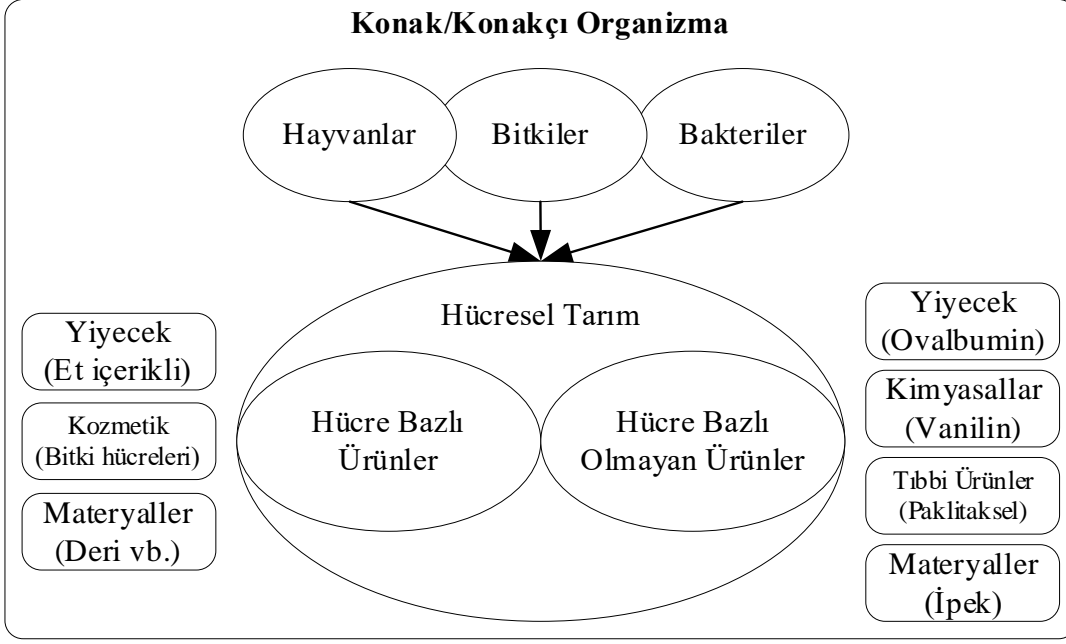 Konak/Konakçı Organizma
Hayvanlar
Bitkiler
Bakteriler
Hücresel Tarım
Yiyecek
(Et içerikli)
Kozmetik
(Bitki hücreleri)
Materyaller
(Deri vb.)
Hücre Bazlı
Ürünler
Hücre Bazlı
Olmayan Ürünler
Yiyecek
(Ovalbumin)
Kimyasallar
(Vanilin)
Tıbbi Ürünler
(Paklitaksel)
Materyaller
(İpek)